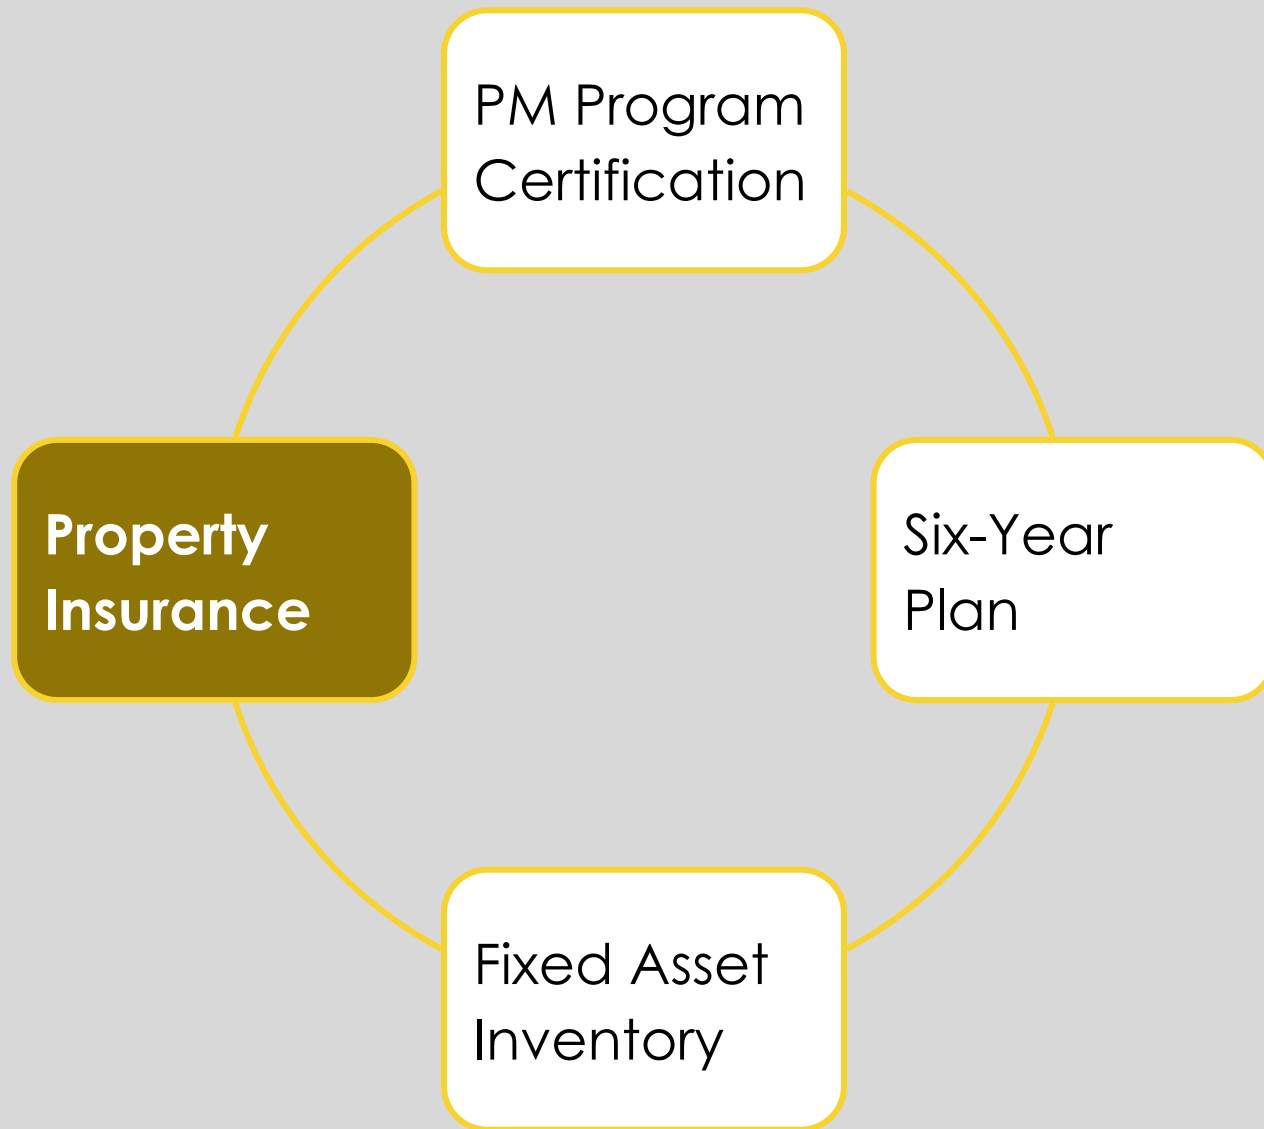 PM Program
Certification
Property
Insurance
Six-Year
Plan
Fixed Asset
Inventory